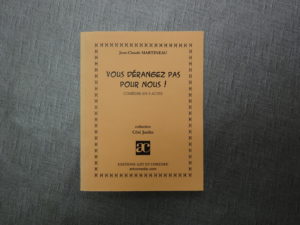 Jean-Claude MARTINEAU
VOUS DÉRANGEZ PAS
POUR NOUS !
COMÉDIE EN 3 ACTES
collection
Côté Jardin
ac
EDITIONS ART ET COMEDIE